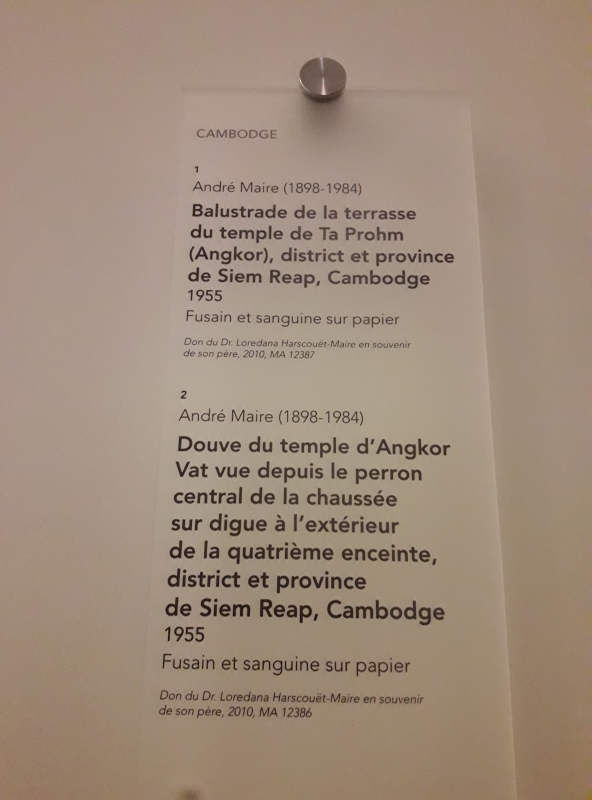 CAMBODGE
1
André Maire (1898-1984)
Balustrade de la terrasse
du temple de Ta Prohm
(Angkor), district et province
de Siem Reap, Cambodge
1955
Fusain et sanguine sur papier
Don du Dr. Loredana Harscouët-Maire en souvenir
de son père, 2010, MA 12387
2
André Maire (1898-1984)
Douve du temple d'Angkor
Vat vue depuis le perron
central de la chaussée
sur digue à l'extérieur
de la quatrième enceinte,
district et province
de Siem Reap, Cambodge
1955
Fusain et sanguine sur papier
Don du Dr. Loredana Harscouët-Maire en souvenir
de son père, 2010, MA 12386